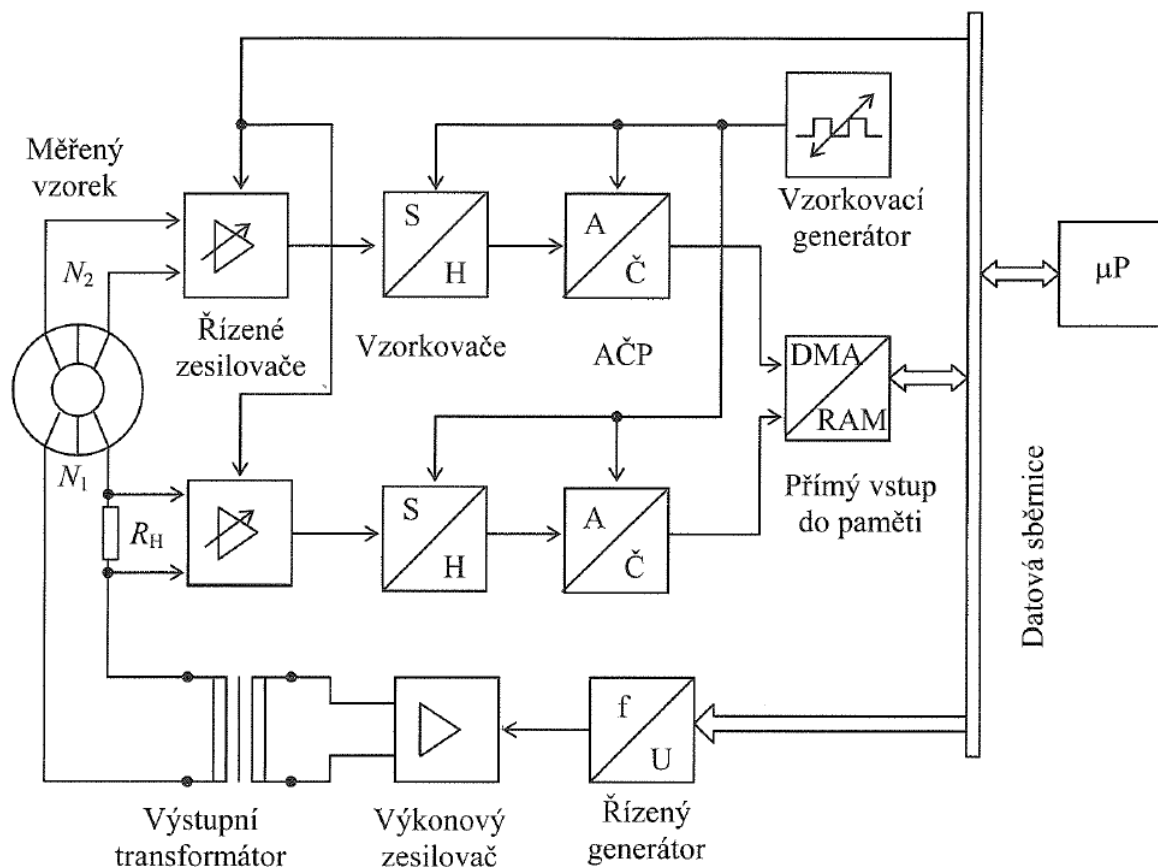 Měřený
vzorek
N2
Řízené
zesilovače
S
H
Vzorkovače
A
Č
AČP
Vzorkovací
generátor
µP
DMA
RAM
Přímý vstup
do paměti
Datová sběrnice
N1
RH
S
H
A
Č
Výstupní
transformátor
Výkonový
zesilovač
f
U
Řízený
generátor